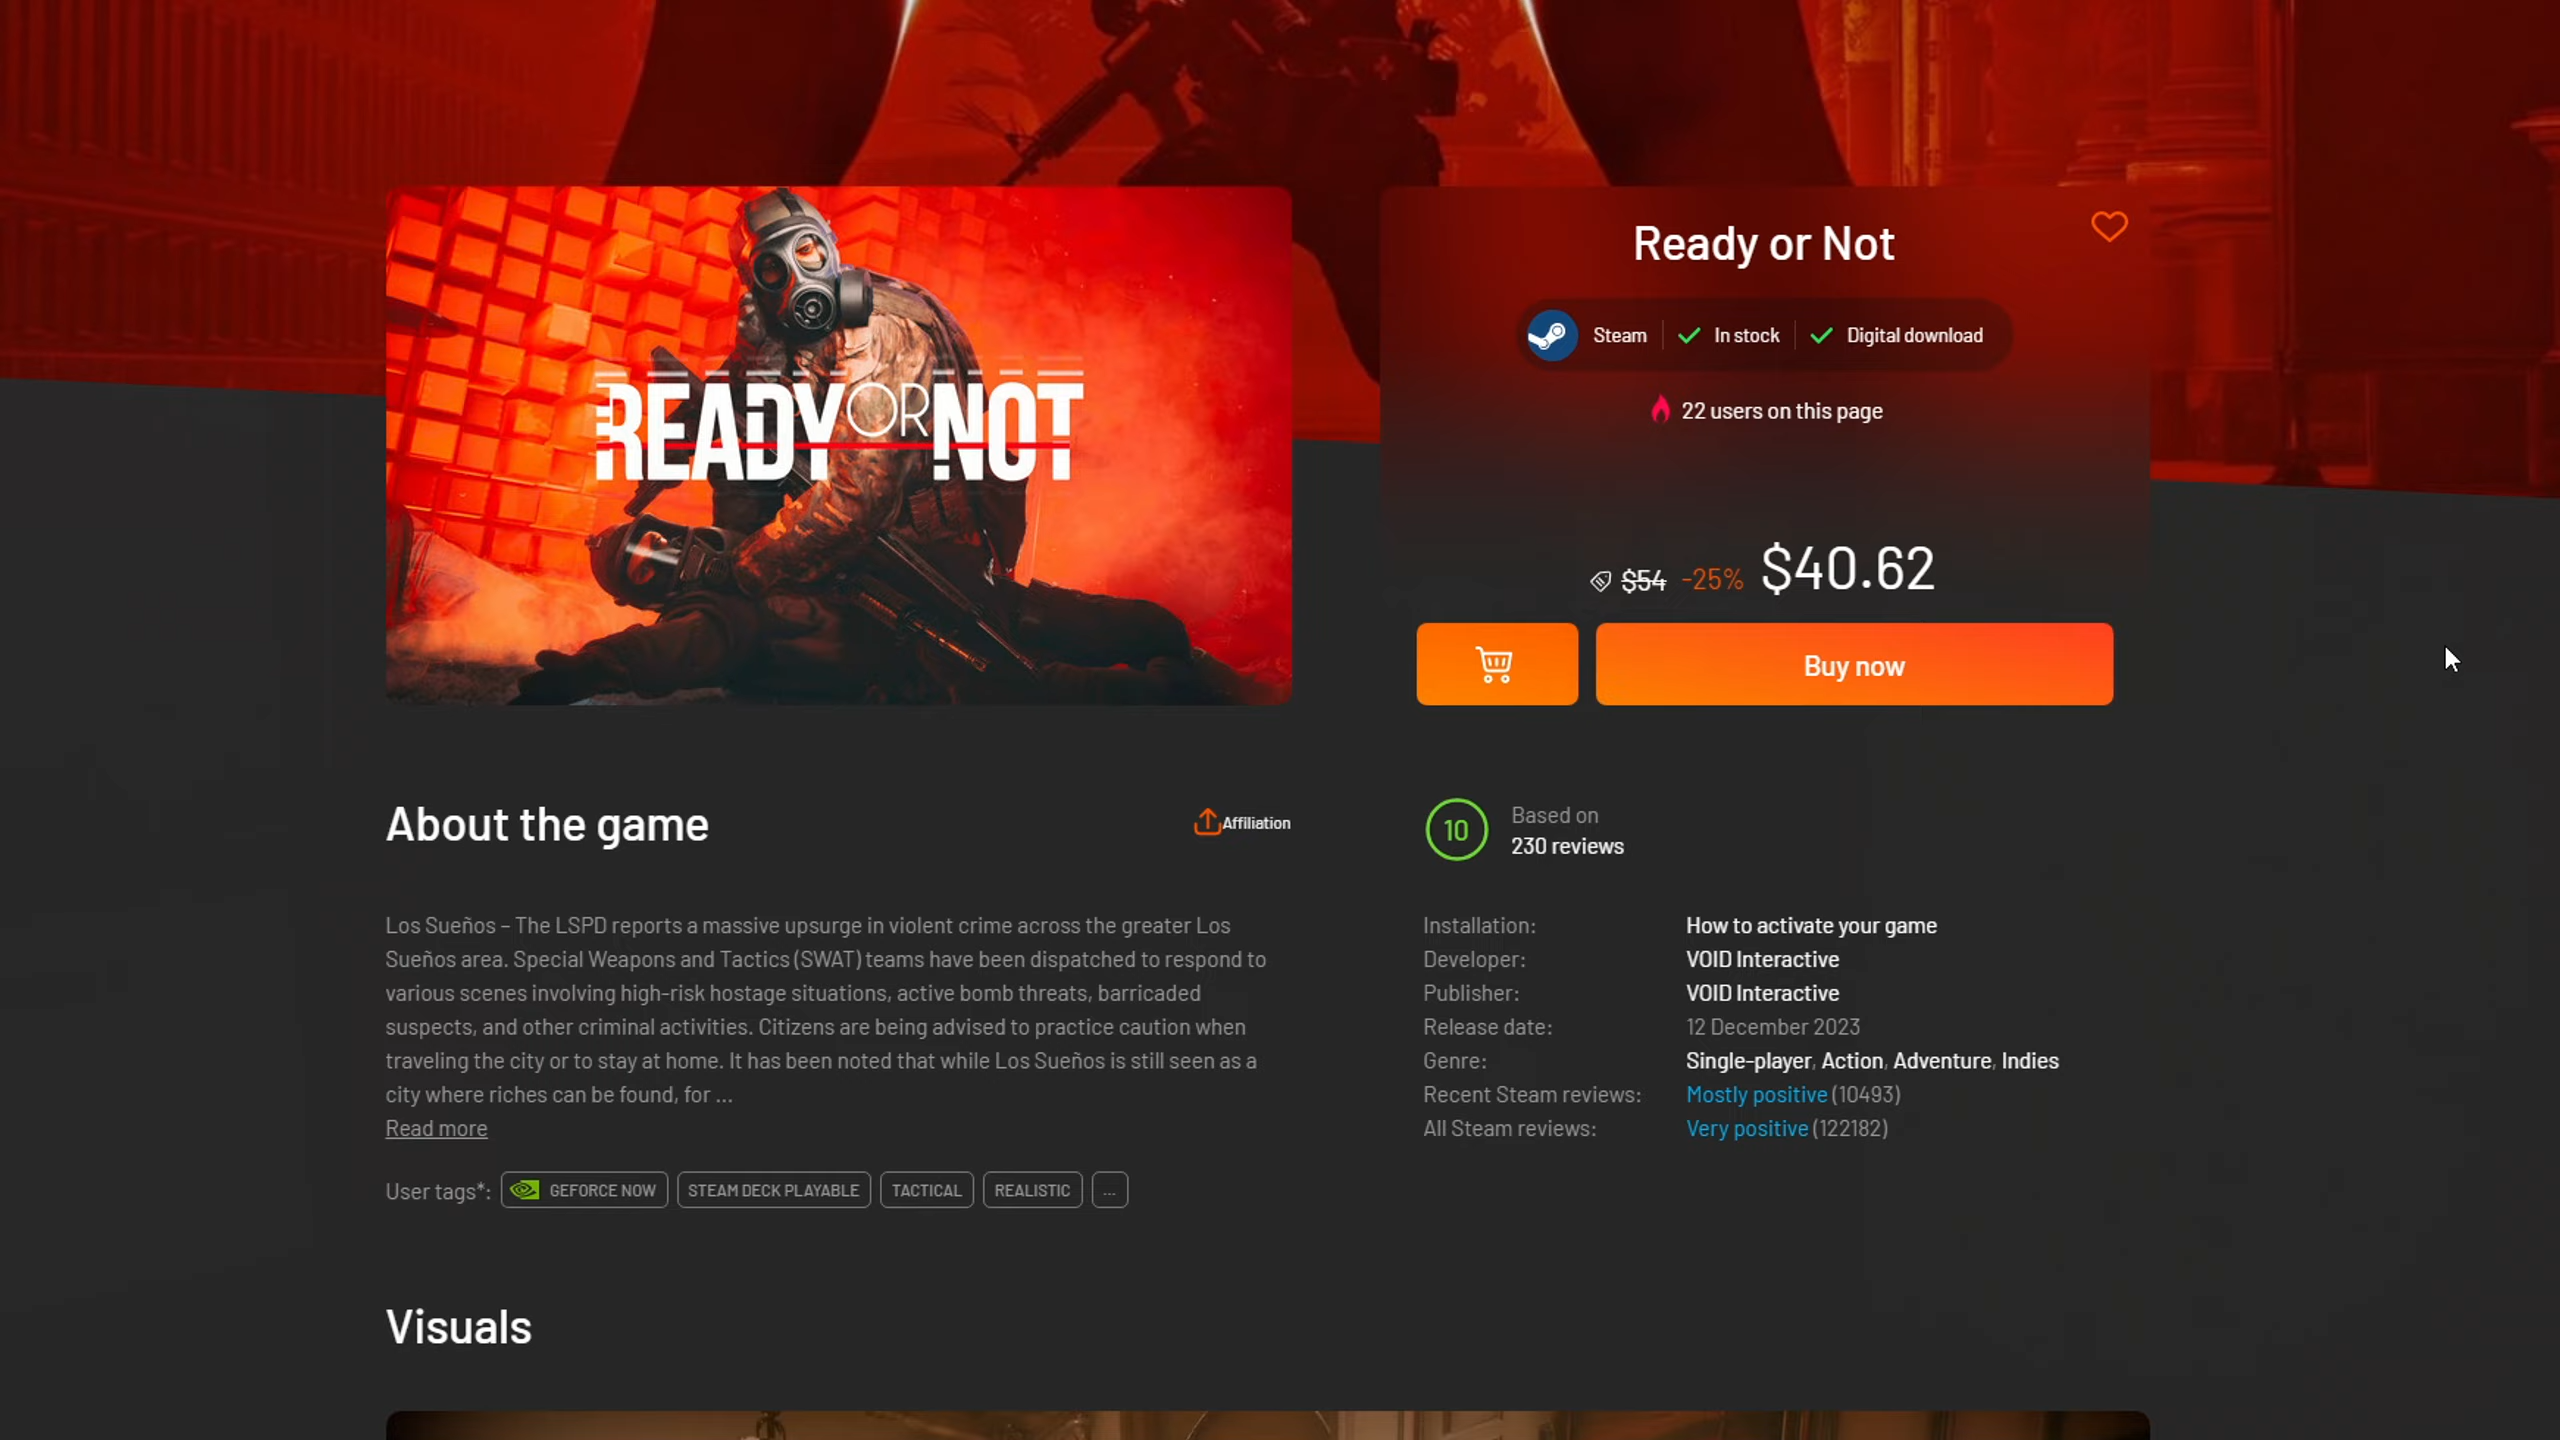 READY OR NOT
Ready or Not
Steam
In stock
Digital download
22 users on this page
$54 -25% $40.62
Buy now
About the game
Affiliation
10
Based on
230 reviews
Los Sueños – The LSPD reports a massive upsurge in violent crime across the greater Los
Sueños area. Special Weapons and Tactics (SWAT) teams have been dispatched to respond to
various scenes involving high-risk hostage situations, active bomb threats, barricaded
suspects, and other criminal activities. Citizens are being advised to practice caution when
traveling the city or to stay at home. It has been noted that while Los Sueños is still seen as a
city where riches can be found, for ...
Read more
User tags*: GEFORCE NOW STEAM DECK PLAYABLE TACTICAL REALISTIC ...
Installation: How to activate your game
Developer: VOID Interactive
Publisher: VOID Interactive
Release date: 12 December 2023
Genre: Single-player, Action, Adventure, Indies
Recent Steam reviews: Mostly positive (10493)
All Steam reviews: Very positive (122182)
Visuals